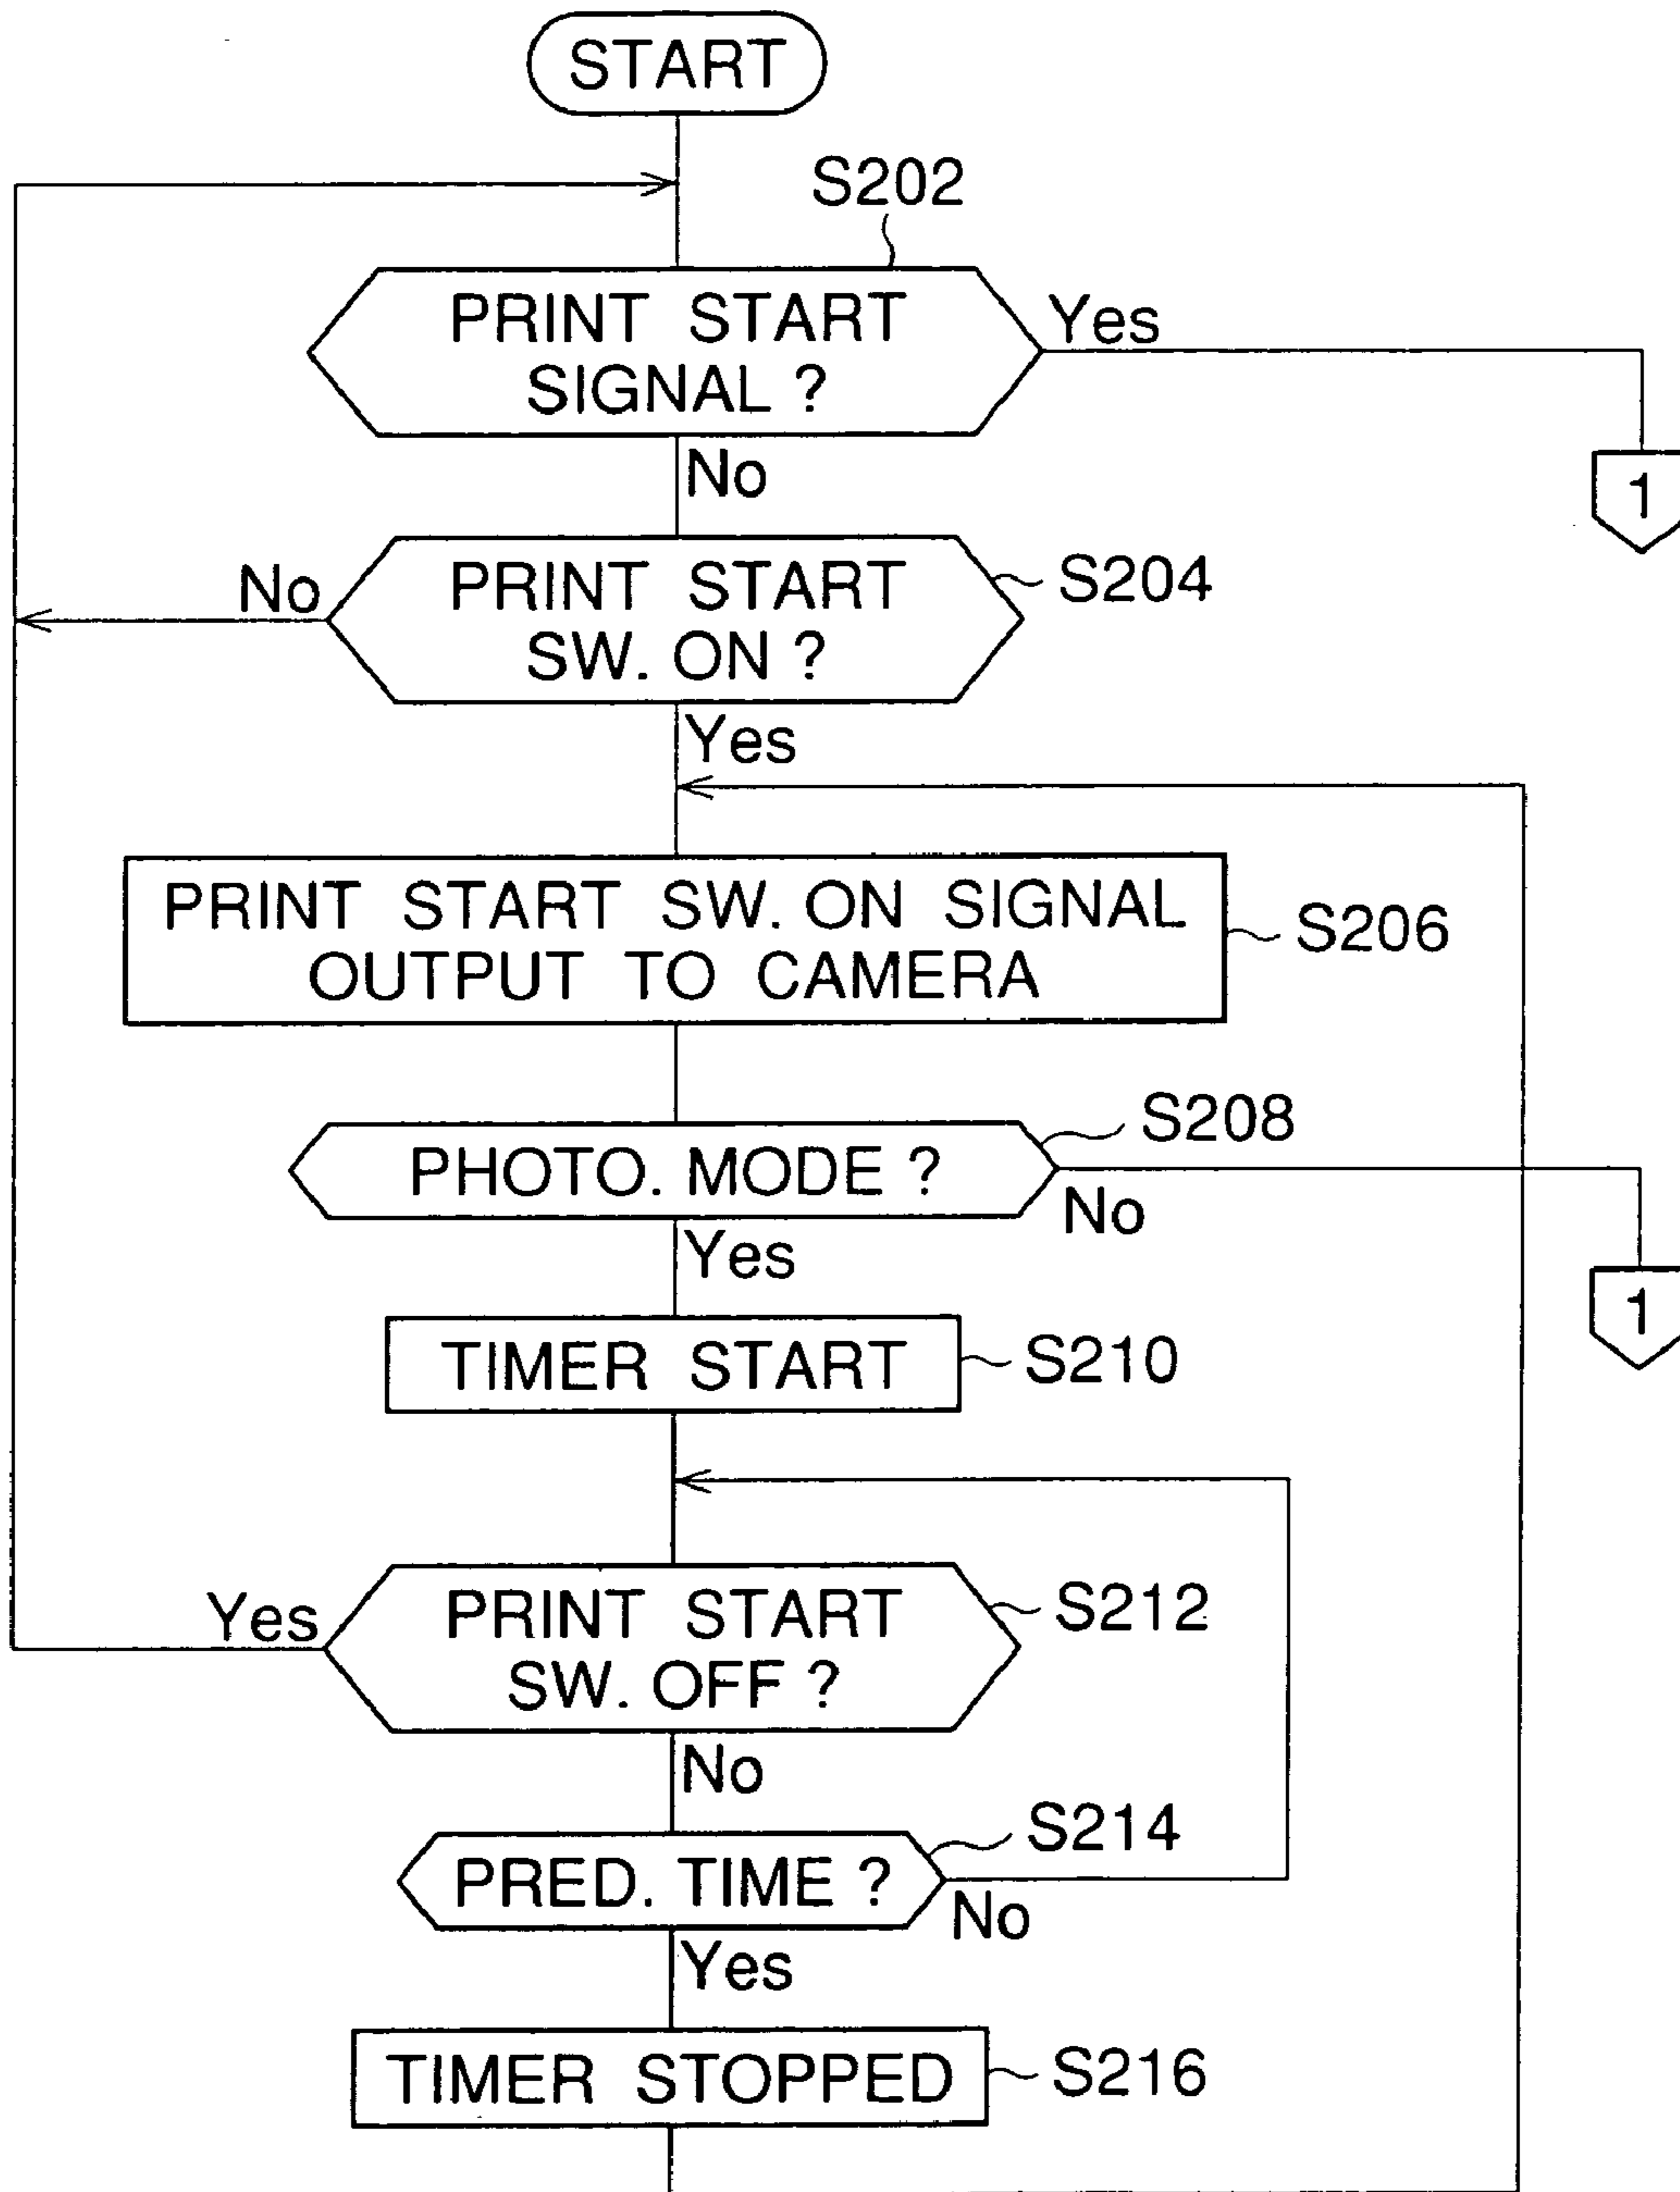 START
S202
PRINT START
SIGNAL ?
Yes
No
1
PRINT START
SW. ON ?
S204
No
Yes
PRINT START SW. ON SIGNAL
OUTPUT TO CAMERA
S206
S208
PHOTO. MODE ?
No
Yes
1
TIMER START
S210
PRINT START
SW. OFF ?
S212
Yes
No
S214
PRED. TIME ?
No
Yes
TIMER STOPPED
S216